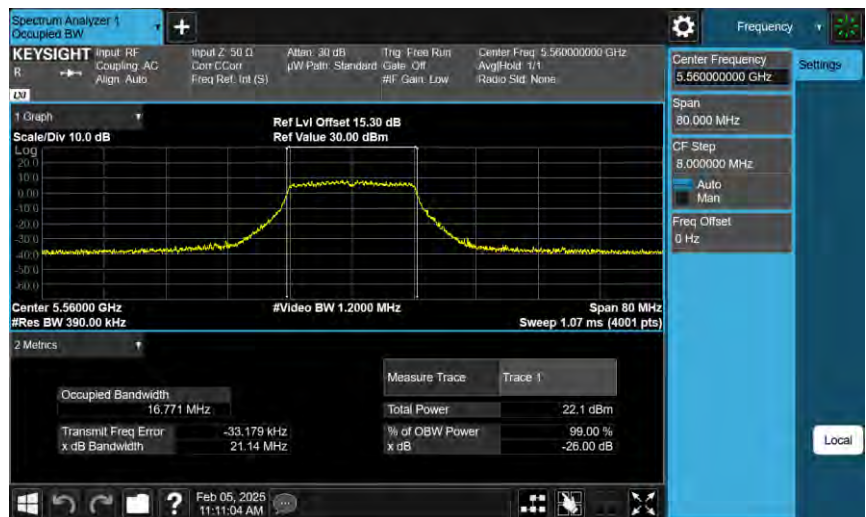 Spectrum Analyzer 1
Occupied BW
Frequency
KEYSIGHT
R
LXI
Input: RF
Coupling: AC
Align: Auto
Input Z: 50 Ω
Corr CCorr
Freq Ref: Int (S)
Atten: 30 dB
µW Path: Standard
Trig: Free Run
Gate: Off
#IF Gain: Low
Center Freq: 5.560000000 GHz
Avg|Hold: 1/1
Radio Std: None
Center Frequency
5.560000000 GHz
Settings
Span
80.000 MHz
CF Step
8.000000 MHz
Auto
Man
Freq Offset
0 Hz
1 Graph
Scale/Div 10.0 dB
Ref Lvl Offset 15.30 dB
Ref Value 30.00 dBm
Log
20.0
10.0
0.00
-10.0
-20.0
-30.0
-40.0
-50.0
-60.0
Center 5.56000 GHz
#Video BW 1.2000 MHz
Span 80 MHz
#Res BW 390.00 kHz
Sweep 1.07 ms (4001 pts)
2 Metrics
Measure Trace
Trace 1
Occupied Bandwidth
16.771 MHz
Total Power
22.1 dBm
Transmit Freq Error
-33.179 kHz
% of OBW Power
99.00 %
x dB Bandwidth
21.14 MHz
x dB
-26.00 dB
Local
?
Feb 05, 2025
11:11:04 AM